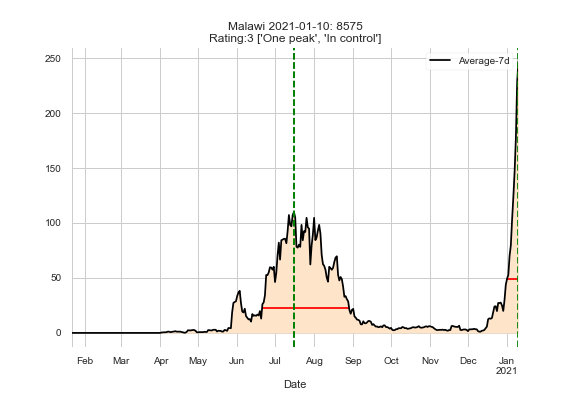 Malawi 2021-01-10: 8575
Rating:3 ['One peak', 'In control']
Average-7d
250
200
150
100
50
0
Feb Mar Apr May Jun Jul Aug Sep Oct Nov Dec Jan
2021
Date